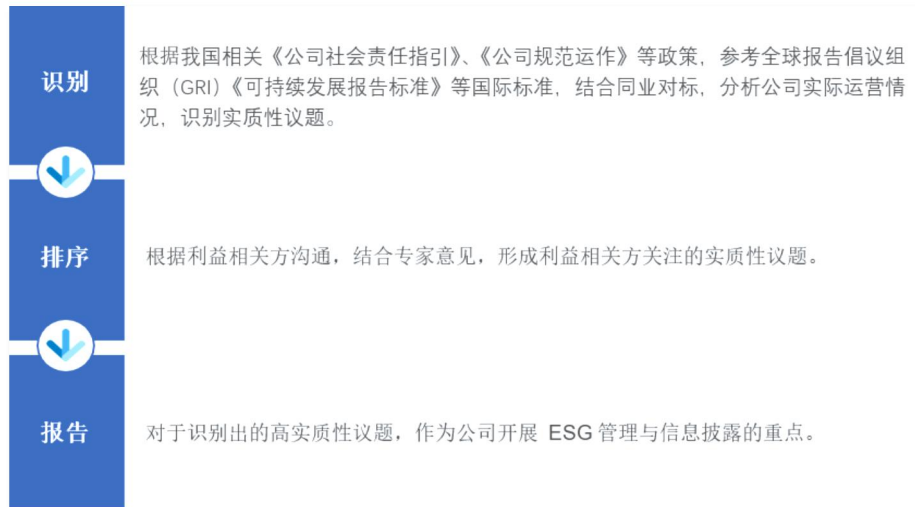 识别
根据我国相关《公司社会责任指引》、《公司规范运作》等政策，参考全球报告倡议组
织（GRI）《可持续发展报告标准》等国际标准，结合同业对标，分析公司实际运营情
况，识别实质性议题。
排序
根据利益相关方沟通，结合专家意见，形成利益相关方关注的实质性议题。
报告
对于识别出的高实质性议题，作为公司开展 ESG 管理与信息披露的重点。